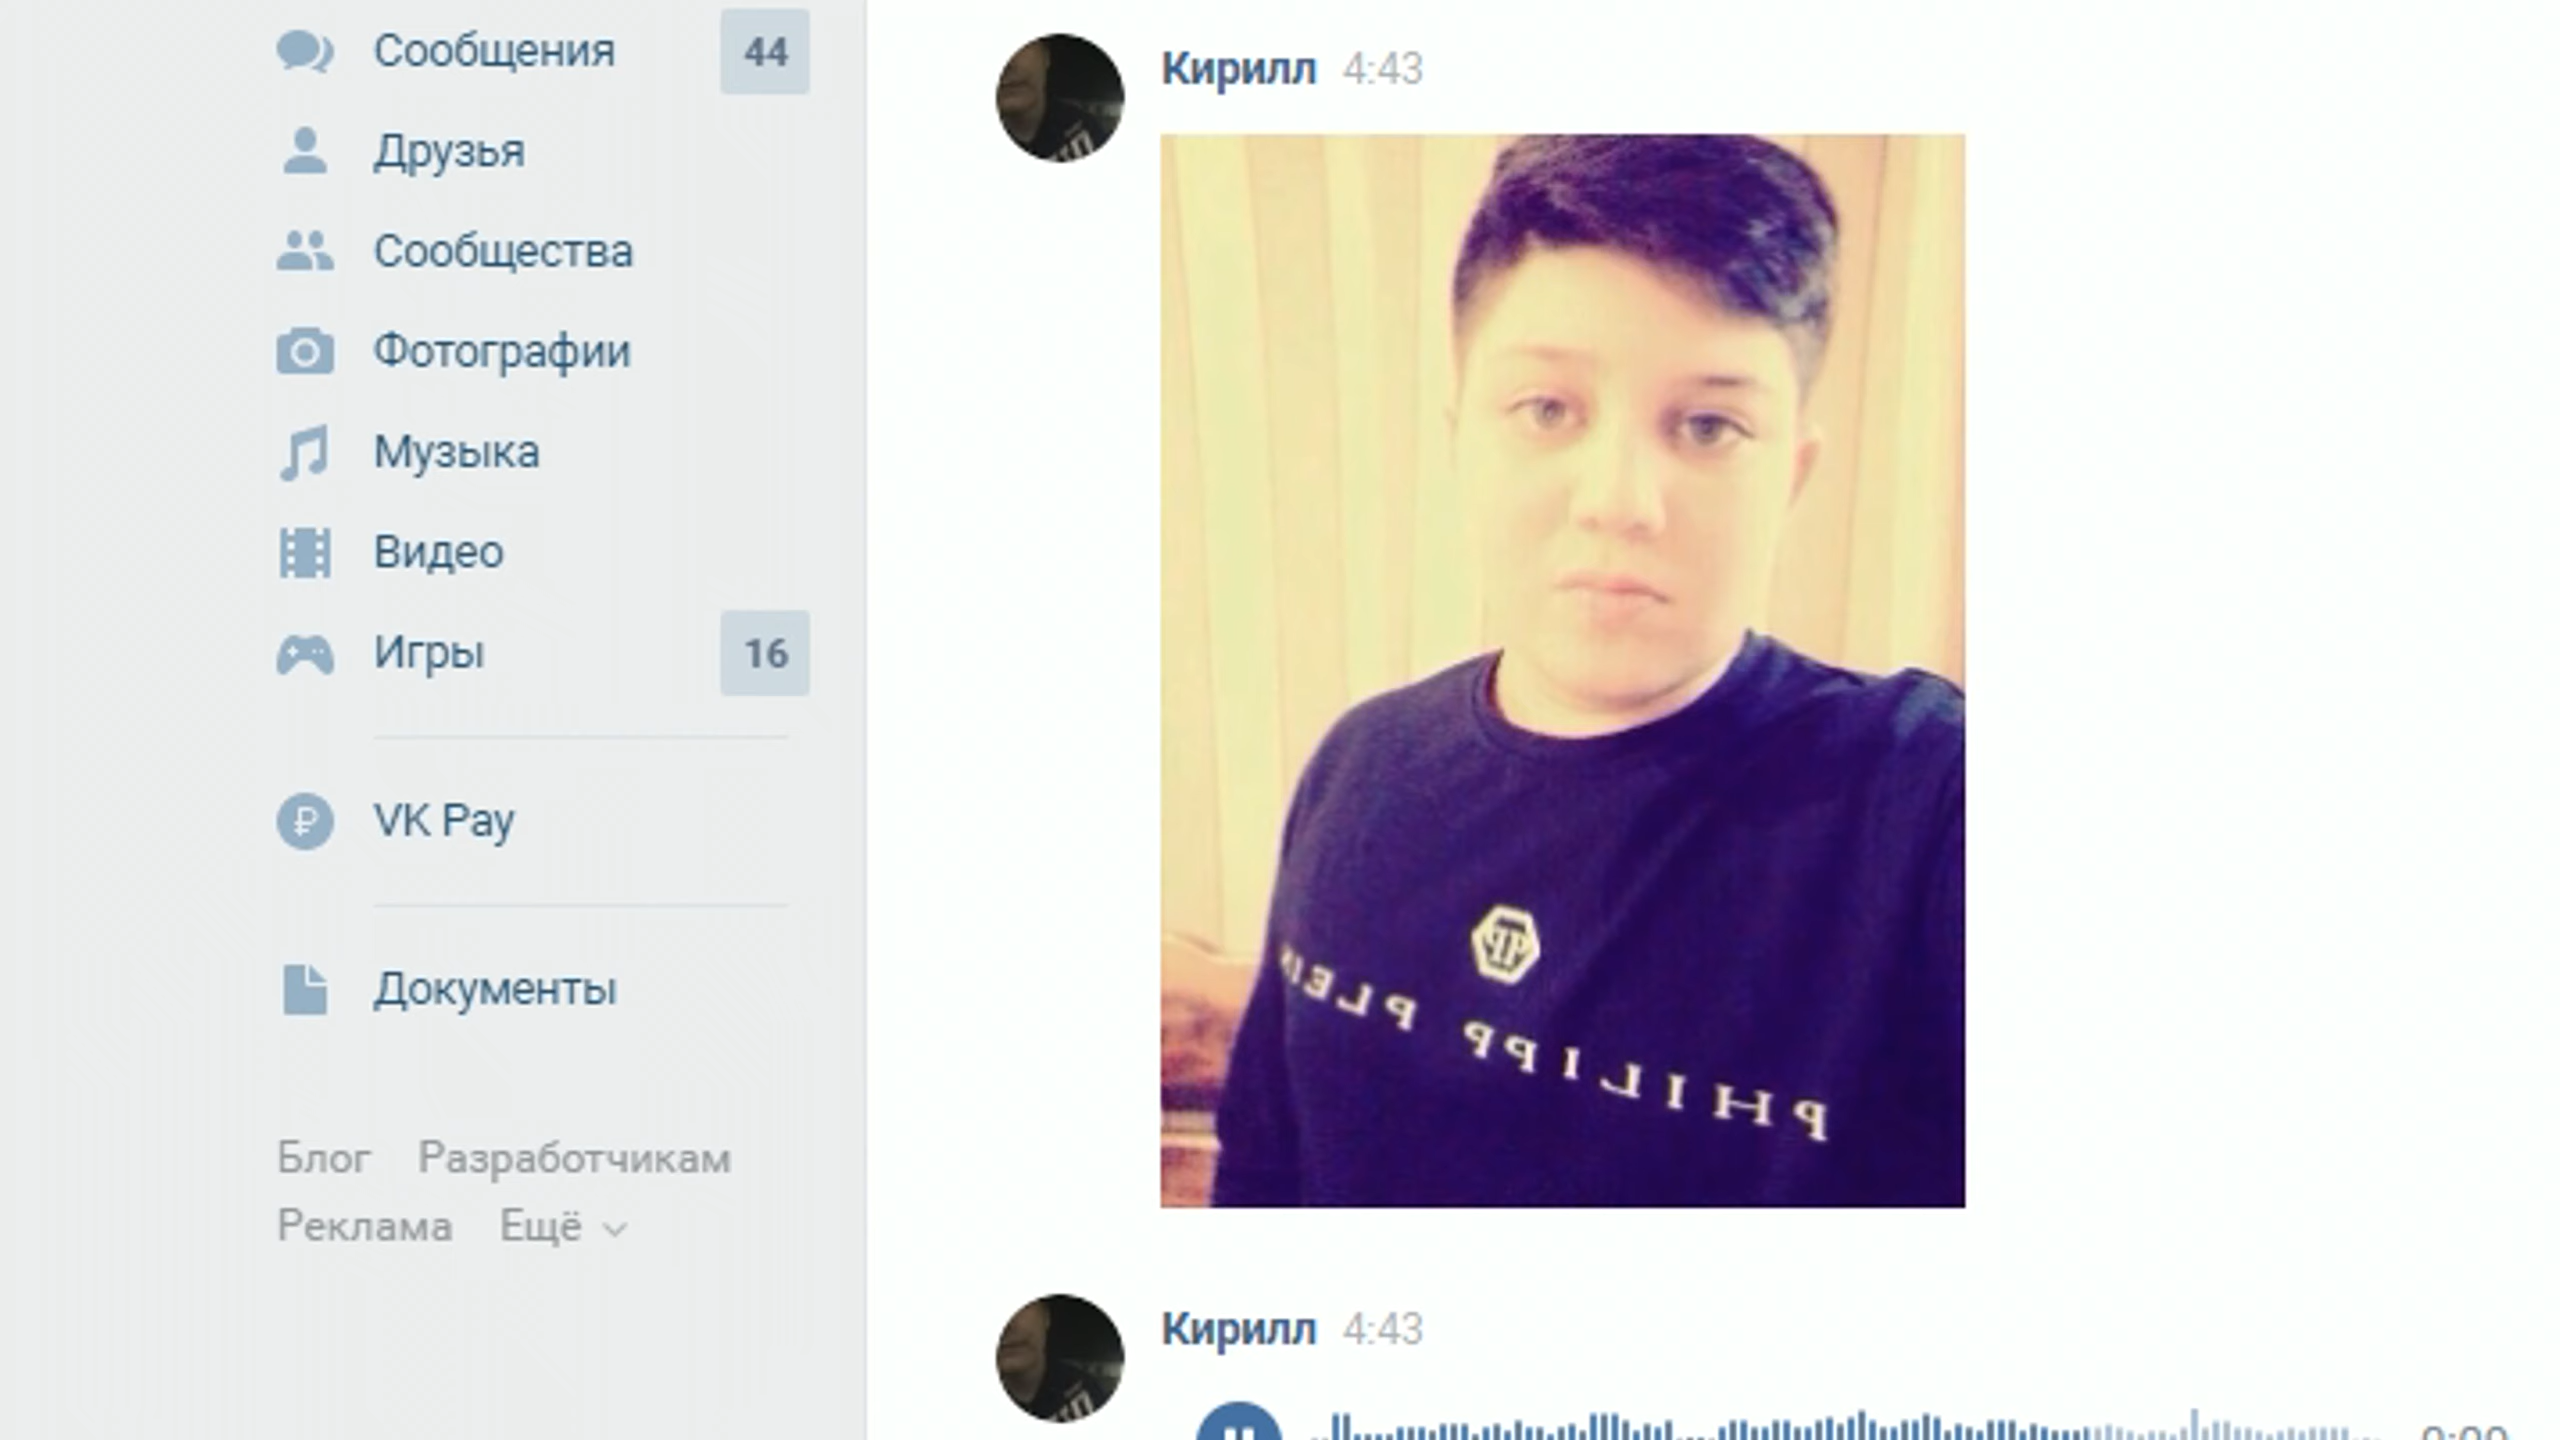 Сообщения 44
Друзья
Сообщества
Фотографии
Музыка
Видео
Игры 16
VK Pay
Документы
Блог Разработчикам
Реклама Ещё
Кирилл 4:43
PHILIPP PLEIN
Кирилл 4:43